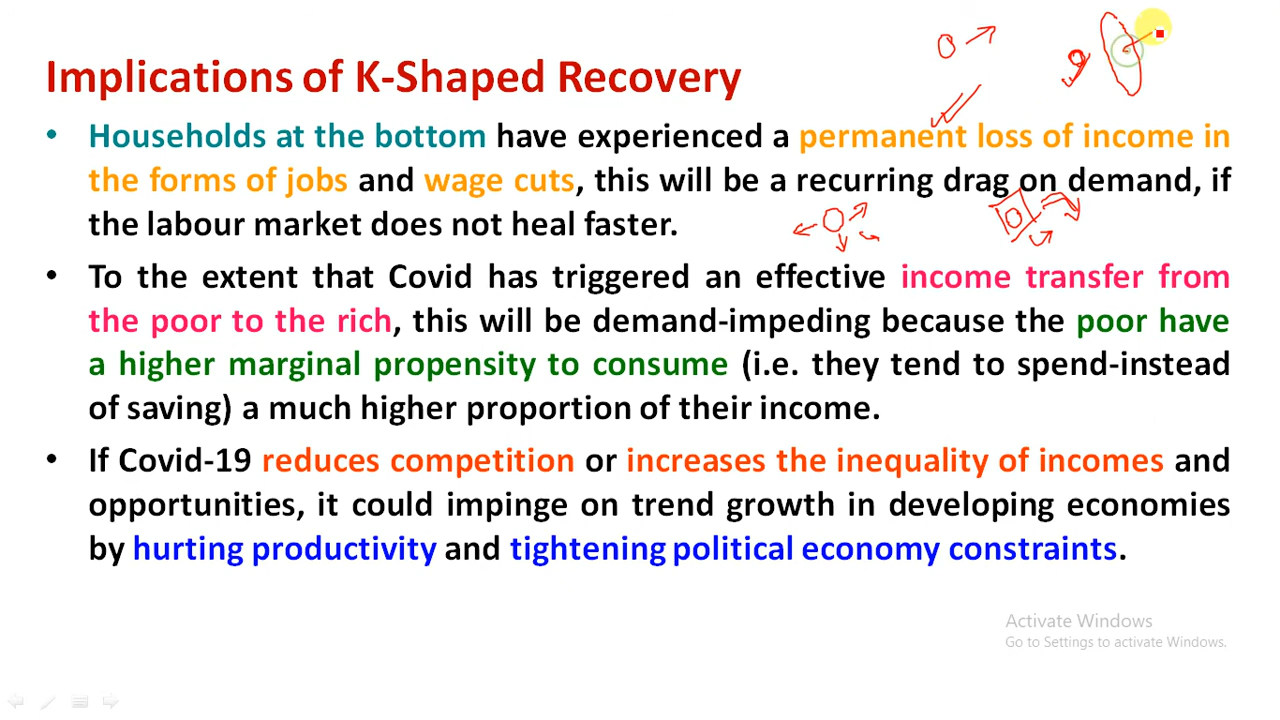 Implications of K-Shaped Recovery
• Households at the bottom have experienced a permanent loss of income in
the forms of jobs and wage cuts, this will be a recurring drag on demand, if
the labour market does not heal faster.
• To the extent that Covid has triggered an effective income transfer from
the poor to the rich, this will be demand-impeding because the poor have
a higher marginal propensity to consume (i.e. they tend to spend-instead
of saving) a much higher proportion of their income.
• If Covid-19 reduces competition or increases the inequality of incomes and
opportunities, it could impinge on trend growth in developing economies
by hurting productivity and tightening political economy constraints.
Activate Windows
Go to Settings to activate Windows.